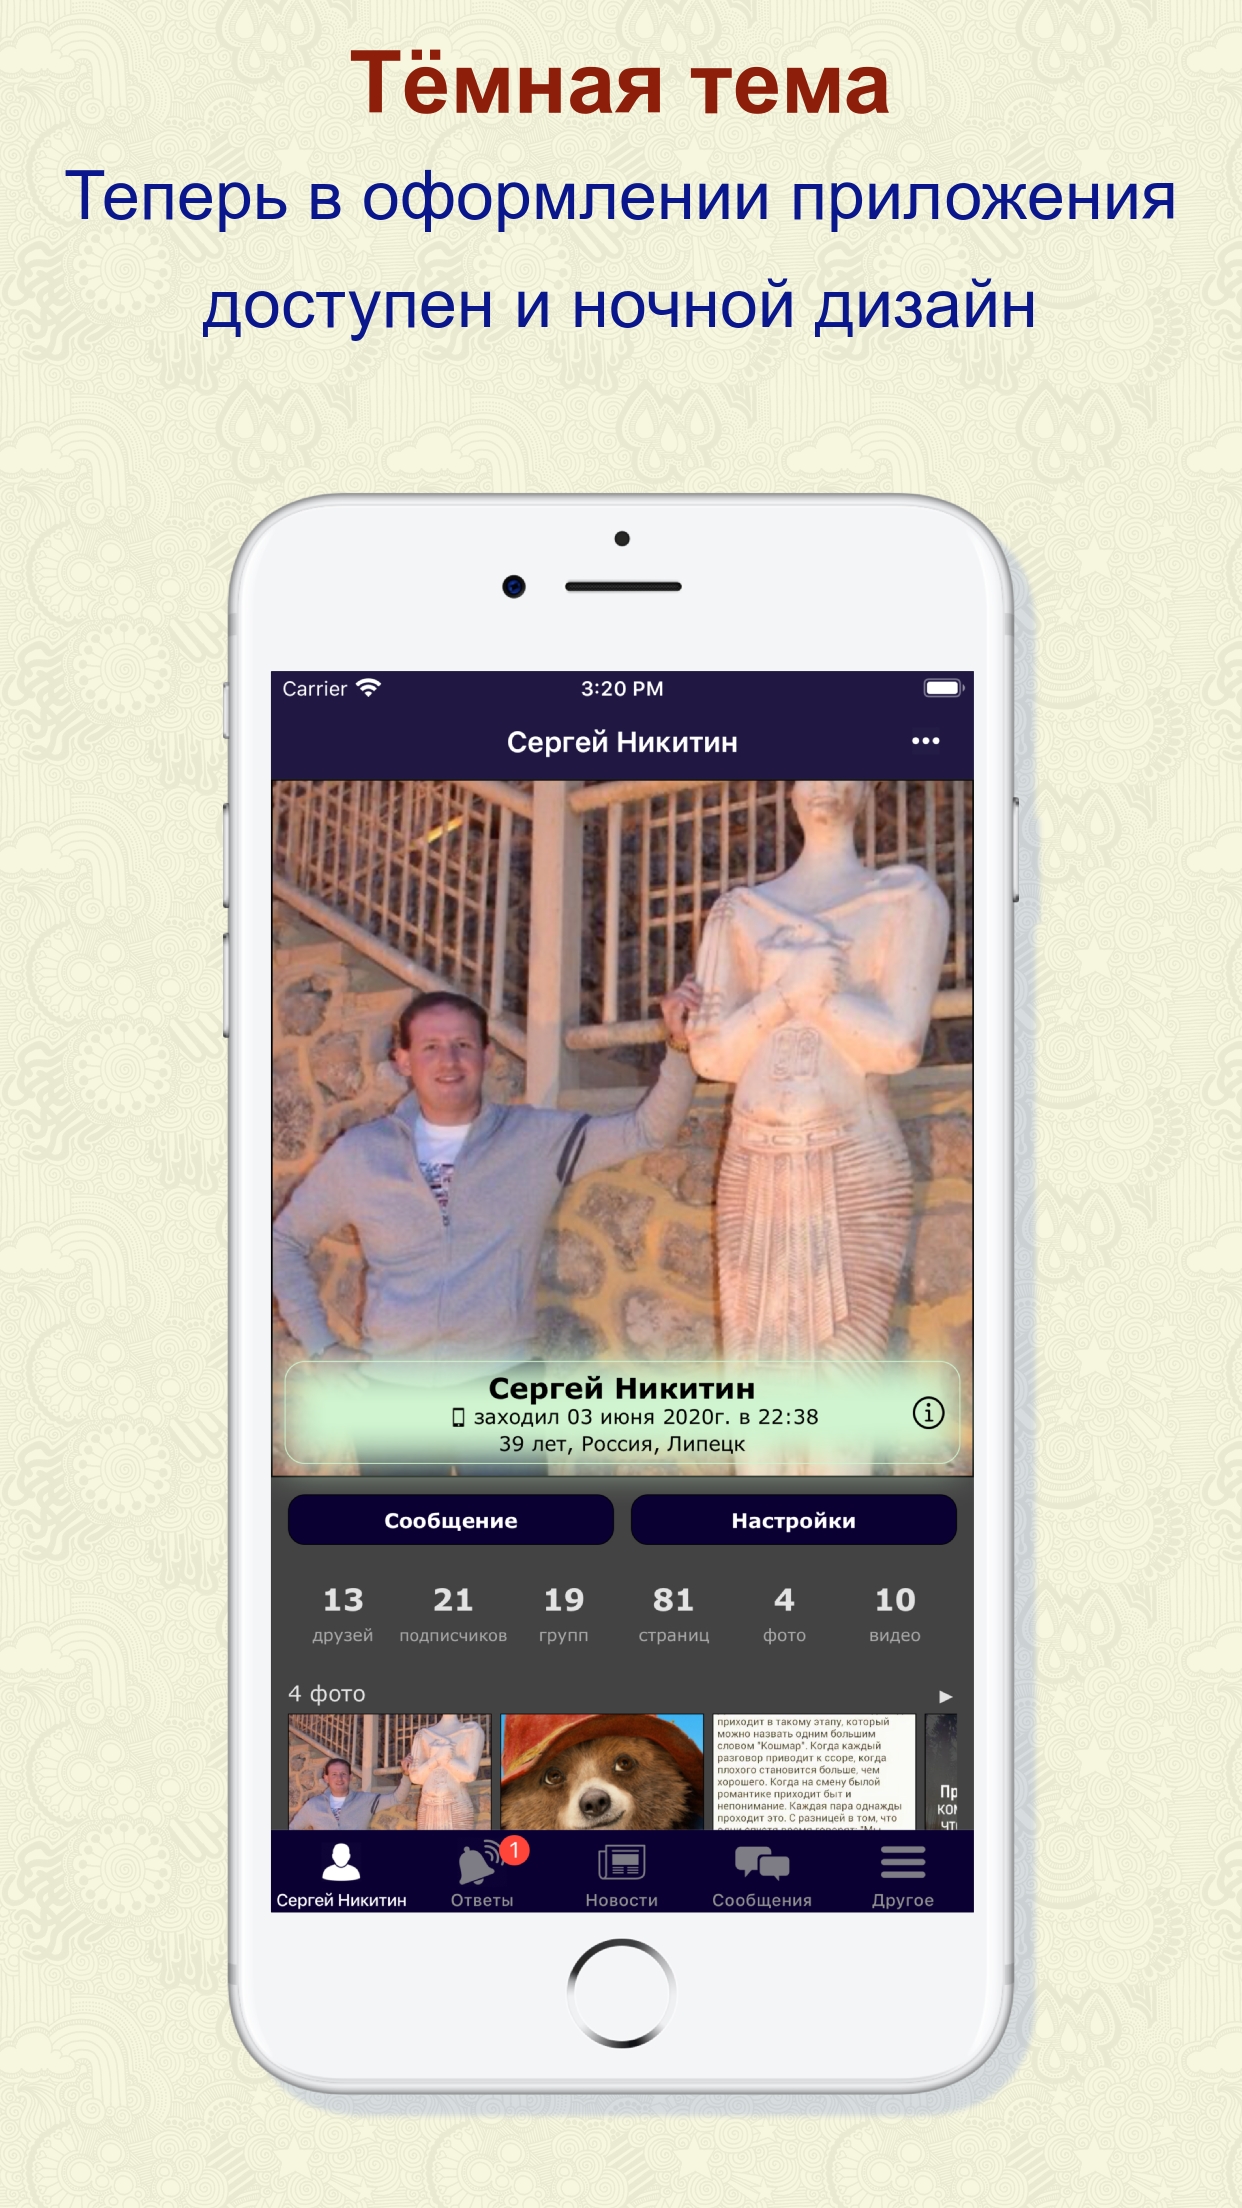 Тёмная тема
Теперь в оформлении приложения
доступен и ночной дизайн
Carrier 3:20 PM
Сергей Никитин
Сергей Никитин
заходил 03 июня 2020г. в 22:38
39 лет, Россия, Липецк
Сообщение Настройки
13 21 19 81 4 10
друзей подписчиков групп страниц фото видео
4 фото
приходит в такому этапу, который
можно назвать одним большим
словом "Кошмар". Когда каждый
разговор приводит к ссоре, когда
плохого становится больше, чем
хорошего. Когда на смену былой
романтике приходит быт и
непонимание. Каждая пара однажды
проходит это. С разницей в том, что
1
Сергей Никитин Ответы Новости Сообщения Другое